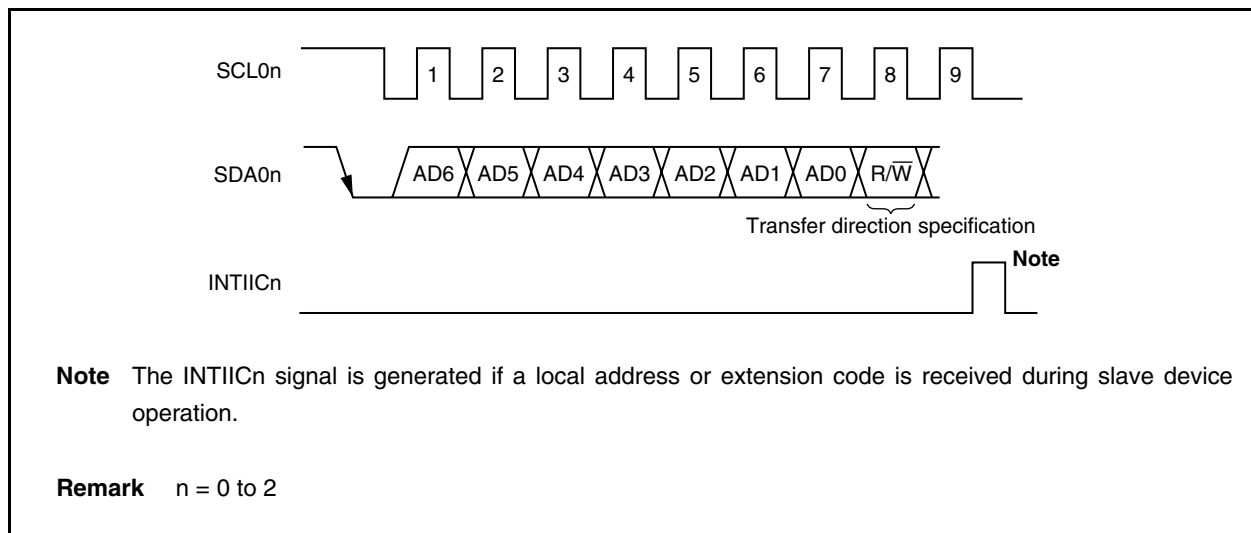 SCL0n 1 2 3 4 5 6 7 8 9
SDA0n AD6 AD5 AD4 AD3 AD2 AD1 AD0 R/W̅
Transfer direction specification
Note
INTIICn
Note The INTIICn signal is generated if a local address or extension code is received during slave device
operation.
Remark n = 0 to 2